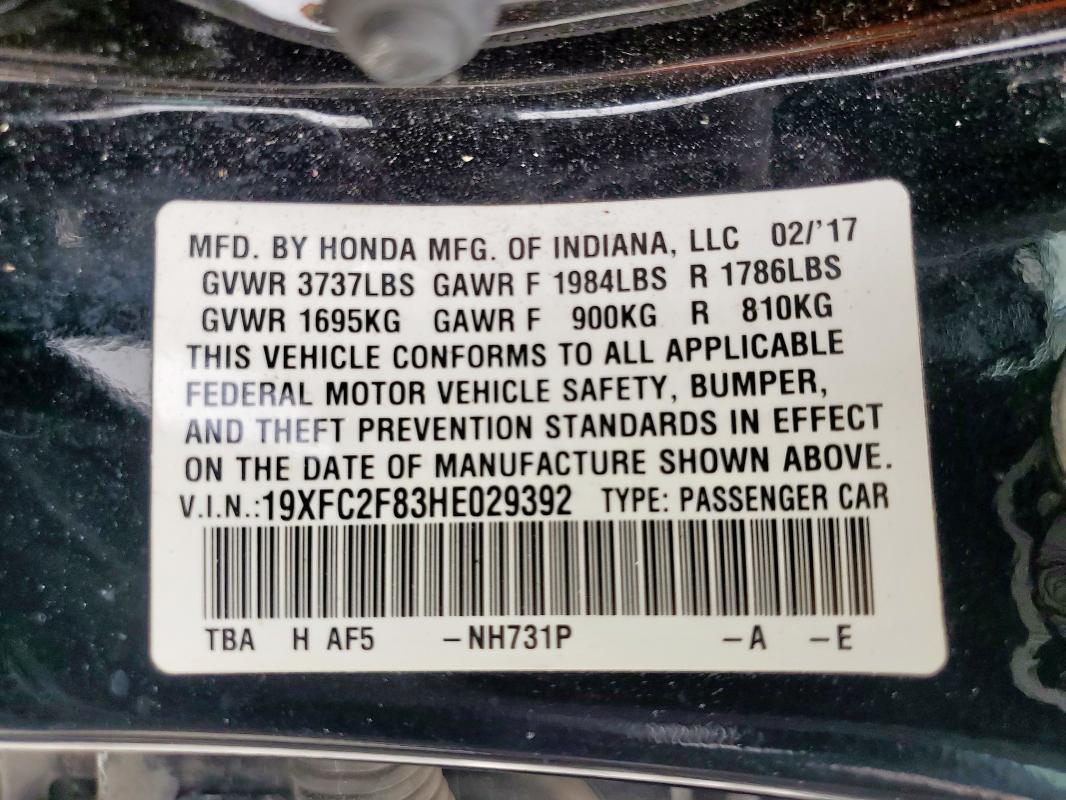 MFD. BY HONDA MFG. OF INDIANA, LLC 02/'17
GVWR 3737LBS GAWR F 1984LBS R 1786LBS
GVWR 1695KG GAWR F 900KG R 810KG
THIS VEHICLE CONFORMS TO ALL APPLICABLE
FEDERAL MOTOR VEHICLE SAFETY, BUMPER,
AND THEFT PREVENTION STANDARDS IN EFFECT
ON THE DATE OF MANUFACTURE SHOWN ABOVE.
V.I.N.:19XFC2F83HE029392 TYPE: PASSENGER CAR
TBA H AF5 -NH731P -A -E